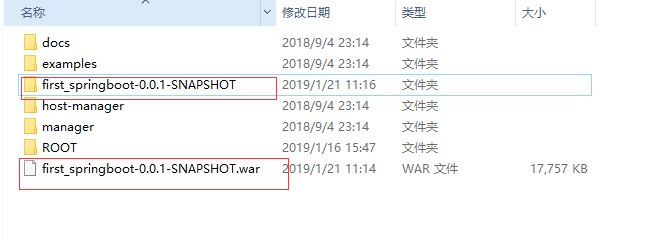 名称 修改日期 类型 大小
docs 2018/9/4 23:14 文件夹
examples 2018/9/4 23:14 文件夹
first_springboot-0.0.1-SNAPSHOT 2019/1/21 11:16 文件夹
host-manager 2018/9/4 23:14 文件夹
manager 2018/9/4 23:14 文件夹
ROOT 2019/1/16 15:47 文件夹
first_springboot-0.0.1-SNAPSHOT.war 2019/1/21 11:14 WAR 文件 17,757 KB